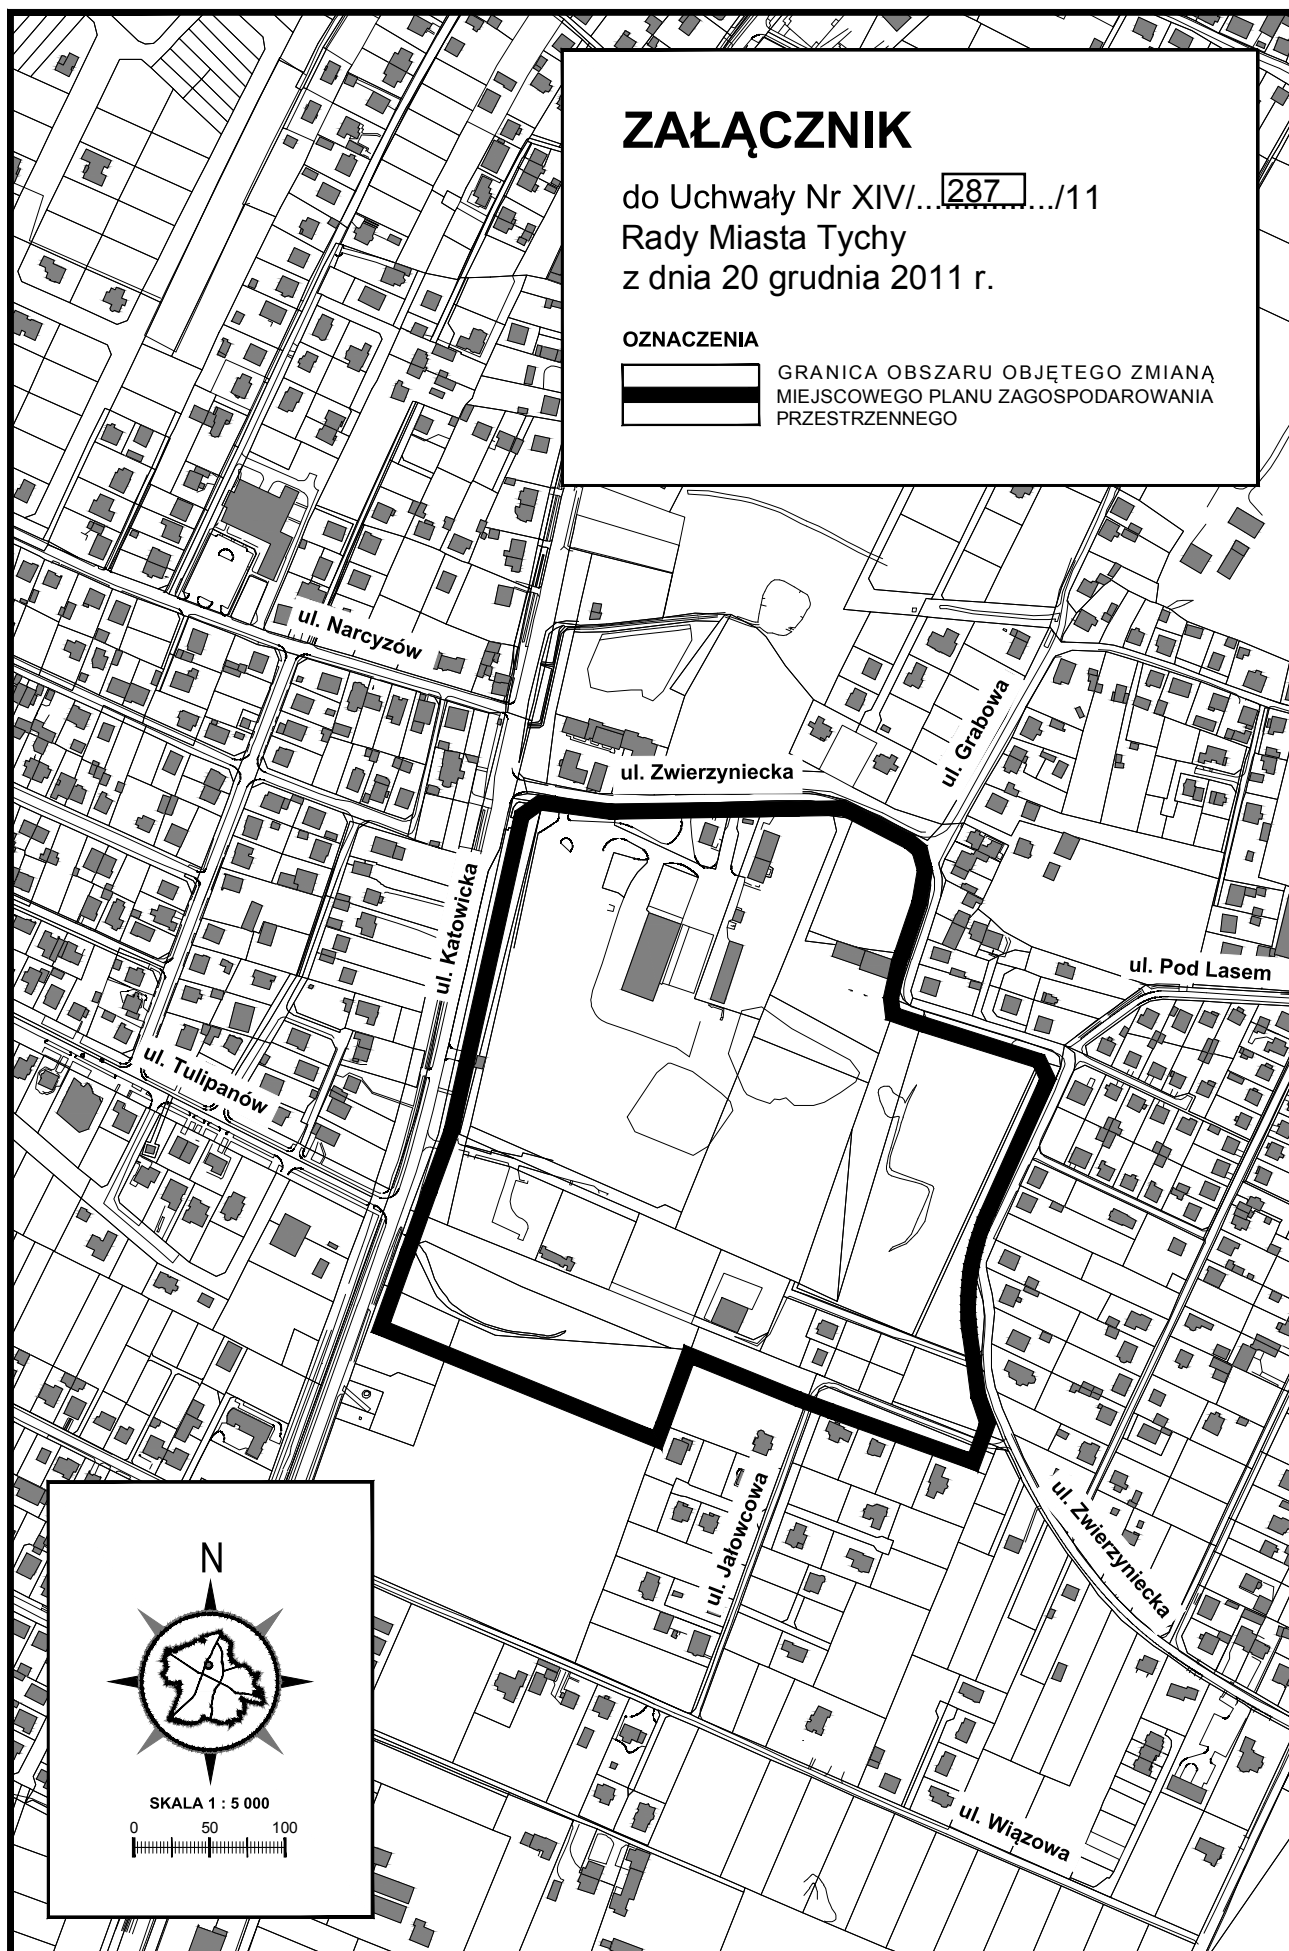 ZAŁĄCZNIK
do Uchwały Nr XIV/...287.../11
Rady Miasta Tychy
z dnia 20 grudnia 2011 r.
OZNACZENIA
GRANICA OBSZARU OBJĘTEGO ZMIANĄ
MIEJSCOWEGO PLANU ZAGOSPODAROWANIA
PRZESTRZENNEGO
ul. Narcyzów
ul. Grabowa
ul. Zwierzyniecka
ul. Katowicka
ul. Pod Lasem
ul. Tulipanów
ul. Jałowcowa
ul. Zwierzyniecka
ul. Wiązowa
N
SKALA 1 : 5 000
0 50 100